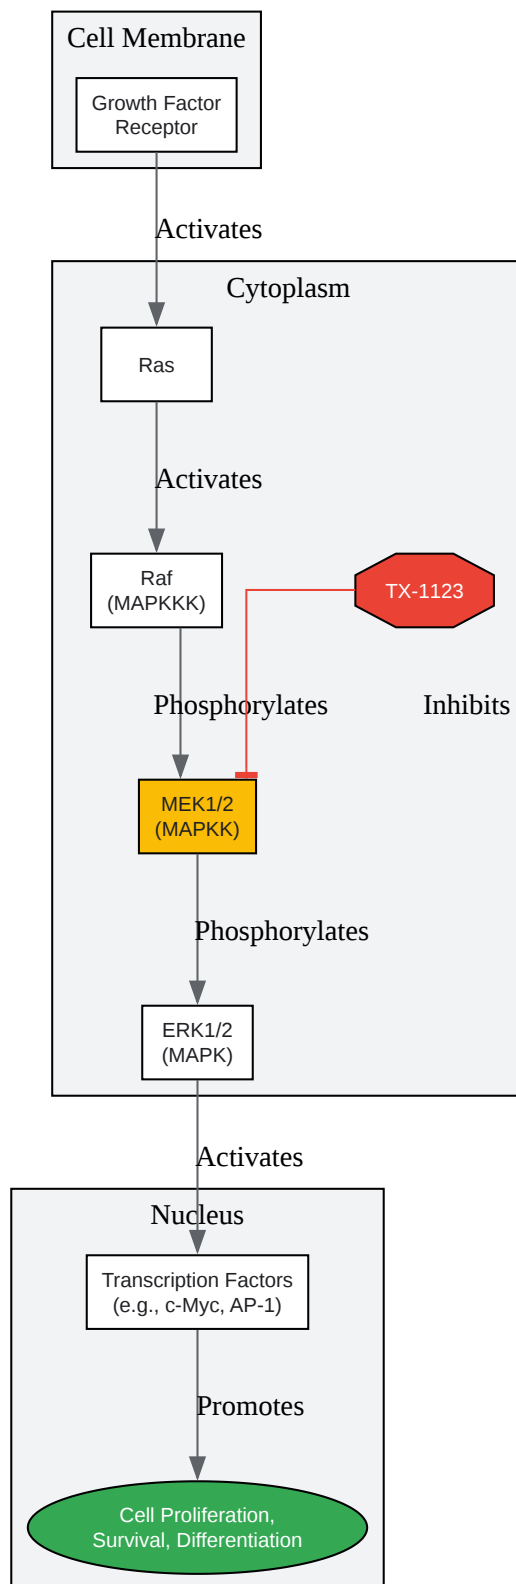 Cell Membrane
Growth Factor
Receptor
Activates
Cytoplasm
Ras
Activates
Raf
(MAPKKK)
TX-1123
Phosphorylates
Inhibits
MEK1/2
(MAPKK)
Phosphorylates
ERK1/2
(MAPK)
Activates
Nucleus
Transcription Factors
(e.g., c-Myc, AP-1)
Promotes
Cell Proliferation,
Survival, Differentiation